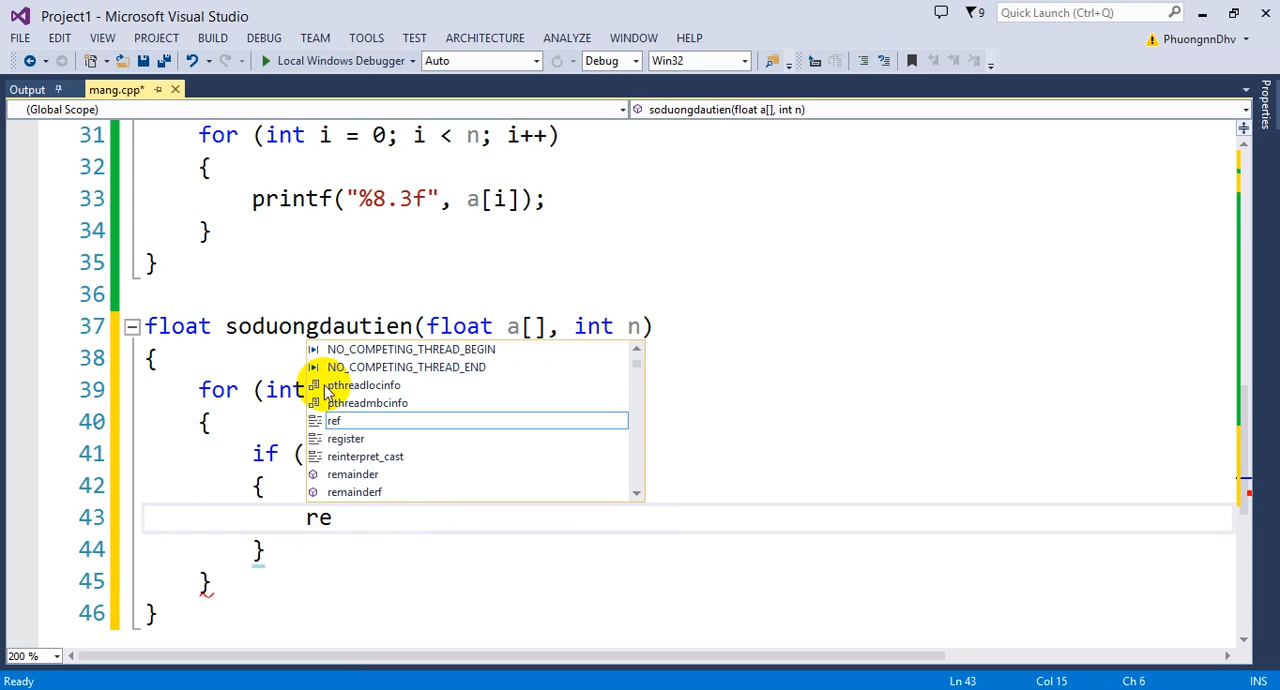 Project1 - Microsoft Visual Studio
9
Quick Launch (Ctrl+Q)
FILE EDIT VIEW PROJECT BUILD DEBUG TEAM TOOLS TEST ARCHITECTURE ANALYZE WINDOW HELP
PhuongnnDhv
Local Windows Debugger Auto Debug Win32
Output mang.cpp*
Properties
(Global Scope) soduongdautien(float a[], int n)
31 for (int i = 0; i < n; i++)
32 {
33 printf("%8.3f", a[i]);
34 }
35 }
36
37 float soduongdautien(float a[], int n)
38 {
NO_COMPETING_THREAD_BEGIN
NO_COMPETING_THREAD_END
39 for (int
pthreadlocinfo
pthreadmbcinfo
40 {
ref
register
41 if (
reinterpret_cast
remainder
42 {
remainderf
43 re
44 }
45 }
46 }
200 %
Ready Ln 43 Col 15 Ch 6 INS